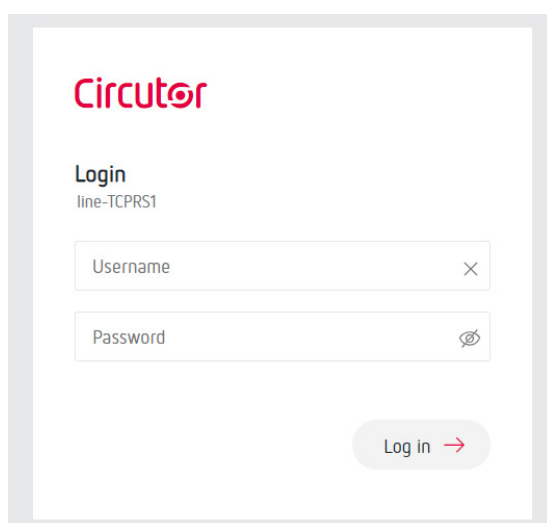 Circutor
Login
line-TCPRS1
Username
Password
Log in